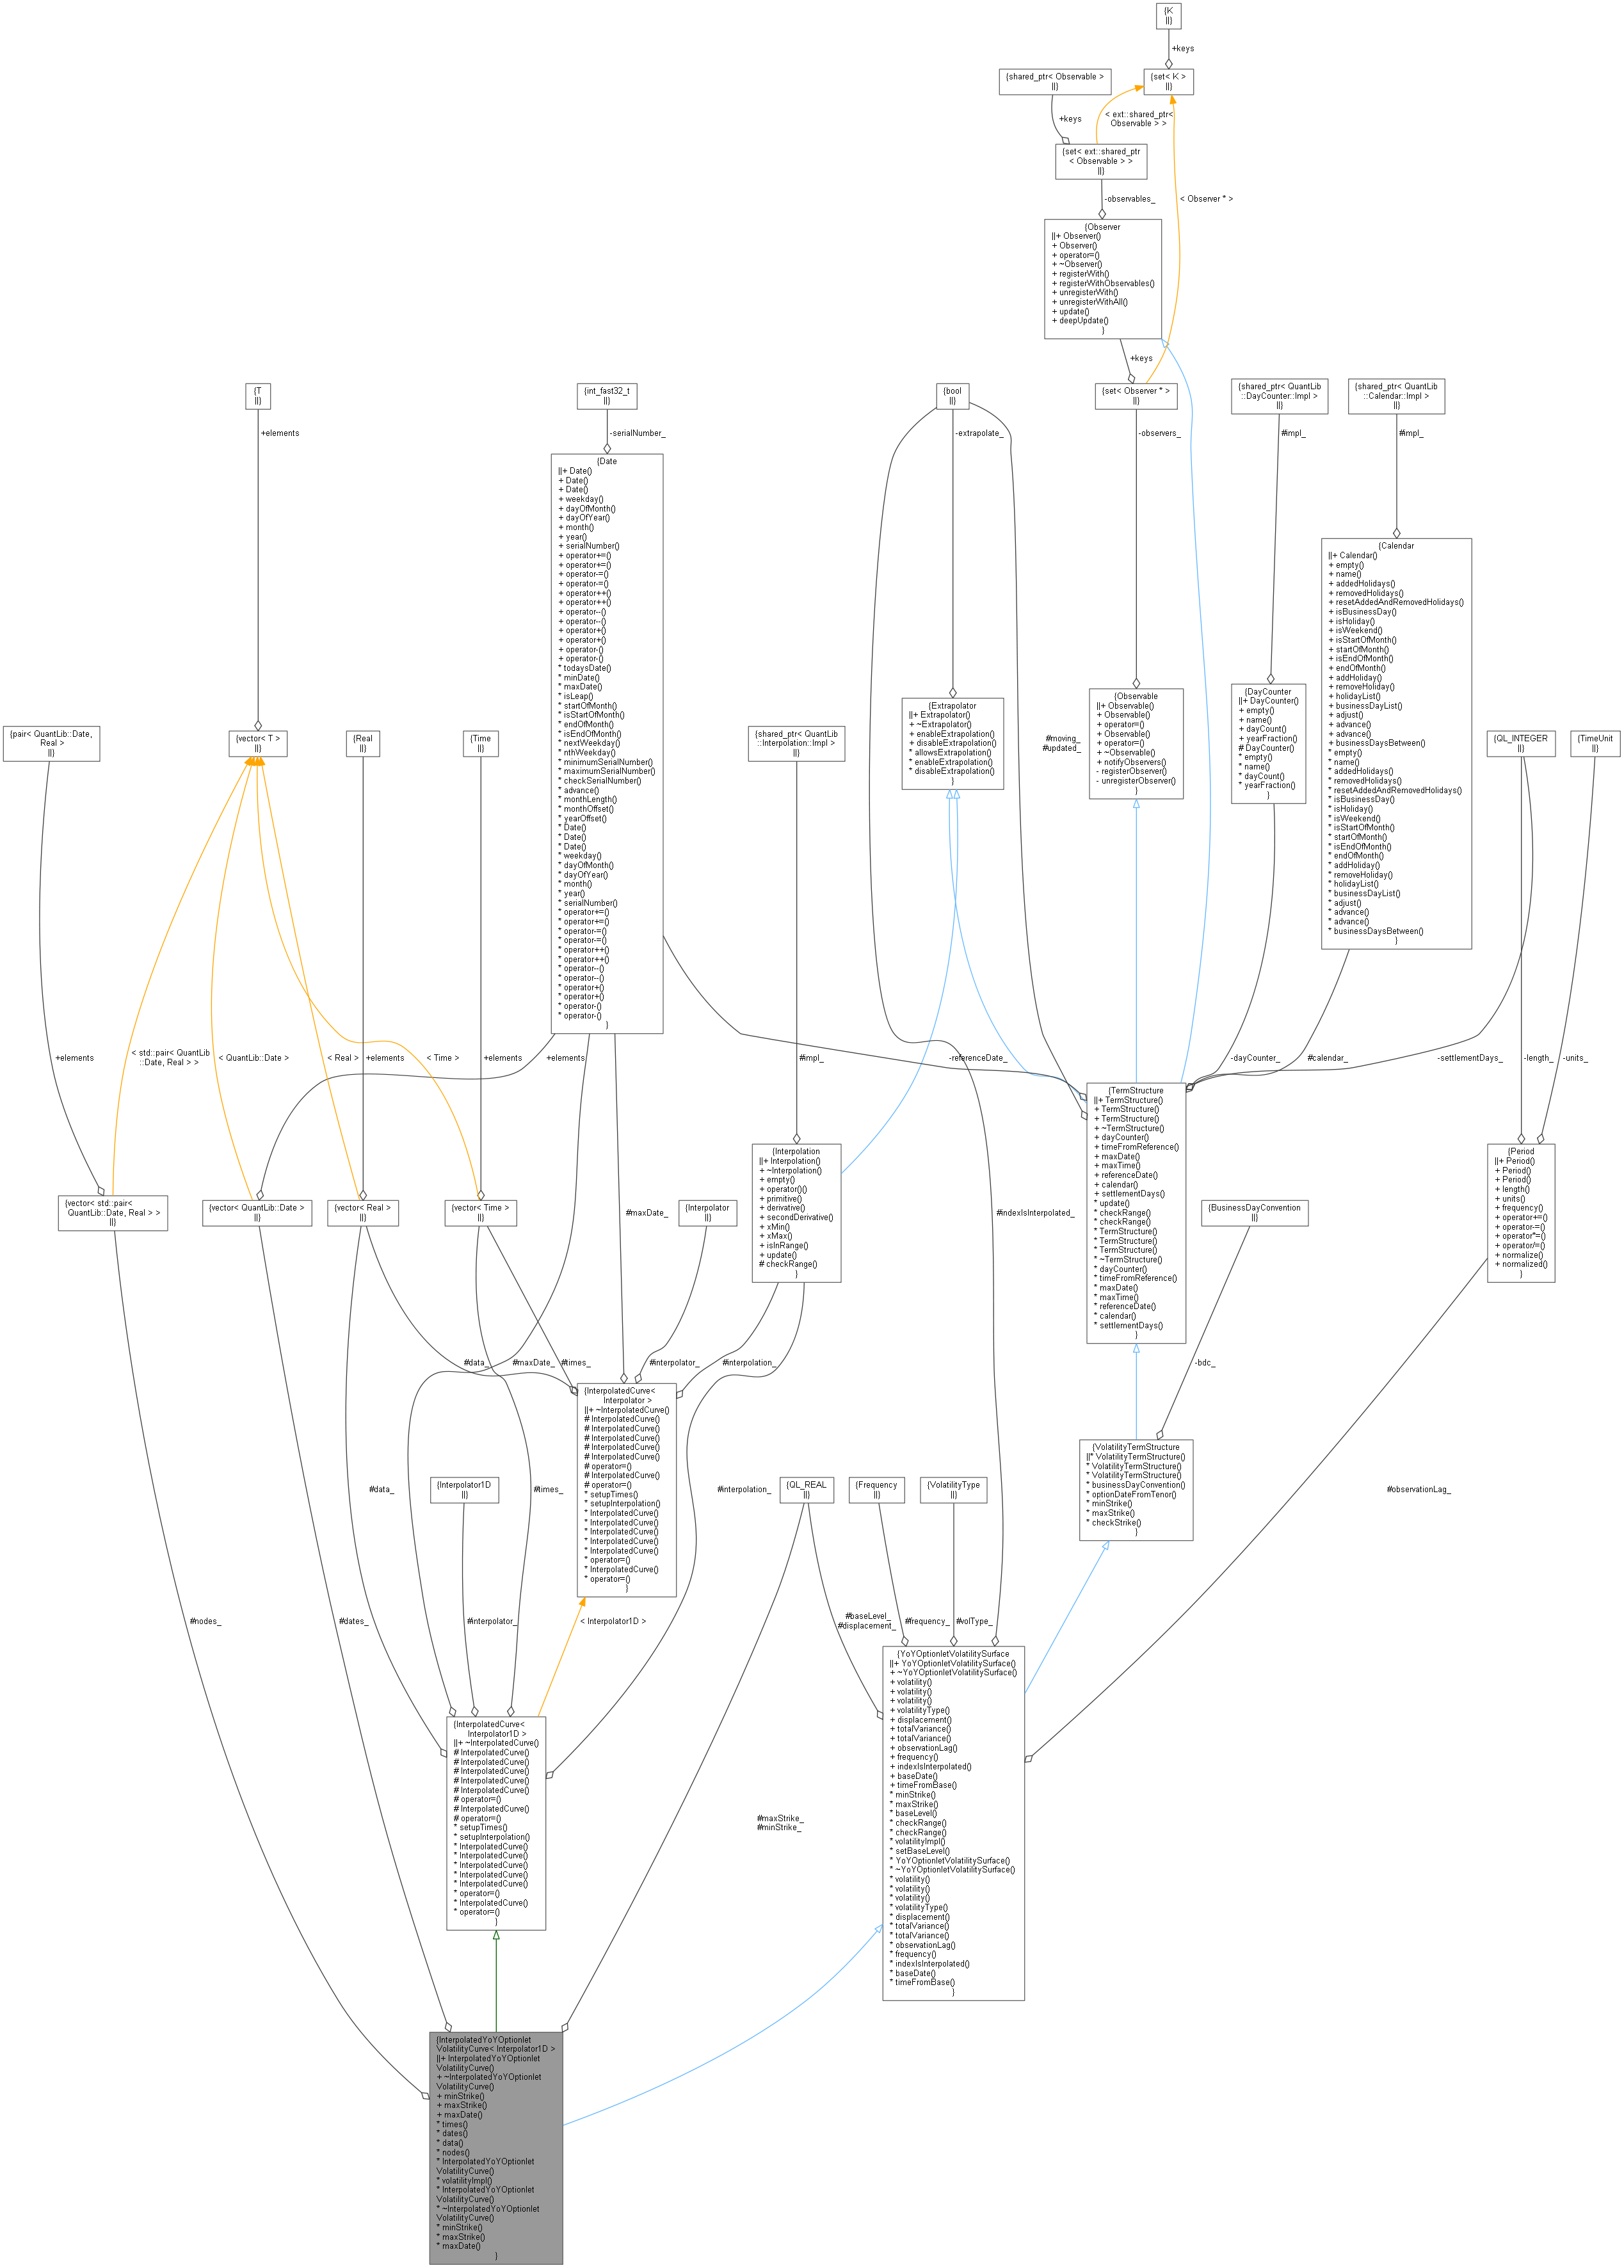 {K
||}
+keys
{shared_ptr< Observable >
||}
{set< K >
||}
+keys
< ext::shared_ptr<
Observable > >
{set< ext::shared_ptr
< Observable > >
||}
-observables_
< Observer * >
{Observer
||+ Observer()
+ Observer()
+ operator=()
+ ~Observer()
+ registerWith()
+ registerWithObservables()
+ unregisterWith()
+ unregisterWithAll()
+ update()
+ deepUpdate()
}
+keys
{T
||}
{int_fast32_t
||}
{bool
||}
{set< Observer * >
||}
{shared_ptr< QuantLib
::DayCounter::Impl >
||}
{shared_ptr< QuantLib
::Calendar::Impl >
||}
+elements
-serialNumber_
-extrapolate_
-observers_
#impl_
#impl_
{Date
||+ Date()
+ Date()
+ Date()
+ weekday()
+ dayOfMonth()
+ dayOfYear()
+ month()
+ year()
+ serialNumber()
+ operator+=()
+ operator+=()
+ operator-=()
+ operator-=()
+ operator++()
+ operator++()
+ operator--()
+ operator--()
+ operator+()
+ operator+()
+ operator-()
+ operator-()
* todaysDate()
* minDate()
* maxDate()
* isLeap()
* startOfMonth()
* isStartOfMonth()
* endOfMonth()
* isEndOfMonth()
* nextWeekday()
* nthWeekday()
* minimumSerialNumber()
* maximumSerialNumber()
* checkSerialNumber()
* advance()
* monthLength()
* monthOffset()
* yearOffset()
* Date()
* Date()
* Date()
* weekday()
* dayOfMonth()
* dayOfYear()
* month()
* year()
* serialNumber()
* operator+=()
* operator+=()
* operator-=()
* operator-=()
* operator++()
* operator++()
* operator--()
* operator--()
* operator+()
* operator+()
* operator-()
* operator-()
}
{Calendar
||+ Calendar()
+ empty()
+ name()
+ addedHolidays()
+ removedHolidays()
+ resetAddedAndRemovedHolidays()
+ isBusinessDay()
+ isHoliday()
+ isWeekend()
+ isStartOfMonth()
+ startOfMonth()
+ isEndOfMonth()
+ endOfMonth()
+ addHoliday()
+ removeHoliday()
+ holidayList()
+ businessDayList()
+ adjust()
+ advance()
+ advance()
+ businessDaysBetween()
* empty()
* name()
* addedHolidays()
* removedHolidays()
* resetAddedAndRemovedHolidays()
* isBusinessDay()
* isHoliday()
* isWeekend()
* isStartOfMonth()
* startOfMonth()
* isEndOfMonth()
* endOfMonth()
* addHoliday()
* removeHoliday()
* holidayList()
* businessDayList()
* adjust()
* advance()
* advance()
* businessDaysBetween()
}
{Extrapolator
||+ Extrapolator()
+ ~Extrapolator()
+ enableExtrapolation()
+ disableExtrapolation()
* allowsExtrapolation()
* enableExtrapolation()
* disableExtrapolation()
}
#moving_
#updated_
{Observable
||+ Observable()
+ Observable()
+ operator=()
+ Observable()
+ operator=()
+ ~Observable()
+ notifyObservers()
- registerObserver()
- unregisterObserver()
}
{DayCounter
||+ DayCounter()
+ empty()
+ name()
+ dayCount()
+ yearFraction()
# DayCounter()
* empty()
* name()
* dayCount()
* yearFraction()
}
{pair< QuantLib::Date,
Real >
||}
{vector< T >
||}
{Real
||}
{Time
||}
{shared_ptr< QuantLib
::Interpolation::Impl >
||}
{QL_INTEGER
||}
{TimeUnit
||}
+elements
< std::pair< QuantLib
::Date, Real > >
< QuantLib::Date >
< Real >
+elements
< Time >
+elements
+elements
#impl_
-referenceDate_
-dayCounter_
#calendar_
-settlementDays_
-length_
-units_
{TermStructure
||+ TermStructure()
+ TermStructure()
+ TermStructure()
+ ~TermStructure()
+ dayCounter()
+ timeFromReference()
+ maxDate()
+ maxTime()
+ referenceDate()
+ calendar()
+ settlementDays()
* update()
* checkRange()
* checkRange()
* TermStructure()
* TermStructure()
* TermStructure()
* ~TermStructure()
* dayCounter()
* timeFromReference()
* maxDate()
* maxTime()
* referenceDate()
* calendar()
* settlementDays()
}
{Interpolation
||+ Interpolation()
+ ~Interpolation()
+ empty()
+ operator()()
+ primitive()
+ derivative()
+ secondDerivative()
+ xMin()
+ xMax()
+ isInRange()
+ update()
# checkRange()
}
{Period
||+ Period()
+ Period()
+ Period()
+ length()
+ units()
+ frequency()
+ operator+=()
+ operator-=()
+ operator*=()
+ operator/=()
+ normalize()
+ normalized()
}
{vector< std::pair<
QuantLib::Date, Real > >
||}
{vector< QuantLib::Date >
||}
{vector< Real >
||}
{vector< Time >
||}
#maxDate_
{Interpolator
||}
#indexIsInterpolated_
{BusinessDayConvention
||}
#data_
#maxDate_
#times_
#interpolator_
#interpolation_
-bdc_
{InterpolatedCurve<
Interpolator >
||+ ~InterpolatedCurve()
# InterpolatedCurve()
# InterpolatedCurve()
# InterpolatedCurve()
# InterpolatedCurve()
# InterpolatedCurve()
# operator=()
# InterpolatedCurve()
# operator=()
* setupTimes()
* setupInterpolation()
* InterpolatedCurve()
* InterpolatedCurve()
* InterpolatedCurve()
* InterpolatedCurve()
* InterpolatedCurve()
* operator=()
* InterpolatedCurve()
* operator=()
}
{VolatilityTermStructure
||* VolatilityTermStructure()
* VolatilityTermStructure()
* VolatilityTermStructure()
* businessDayConvention()
* optionDateFromTenor()
* minStrike()
* maxStrike()
* checkStrike()
}
#data_
{Interpolator1D
||}
#times_
#interpolation_
{QL_REAL
||}
{Frequency
||}
{VolatilityType
||}
#observationLag_
#nodes_
#dates_
#interpolator_
< Interpolator1D >
#baseLevel_
#displacement_
#frequency_
#volType_
{YoYOptionletVolatilitySurface
||+ YoYOptionletVolatilitySurface()
+ ~YoYOptionletVolatilitySurface()
+ volatility()
+ volatility()
+ volatility()
+ volatilityType()
+ displacement()
+ totalVariance()
+ totalVariance()
+ observationLag()
+ frequency()
+ indexIsInterpolated()
+ baseDate()
+ timeFromBase()
* minStrike()
* maxStrike()
* baseLevel()
* checkRange()
* checkRange()
* volatilityImpl()
* setBaseLevel()
* YoYOptionletVolatilitySurface()
* ~YoYOptionletVolatilitySurface()
* volatility()
* volatility()
* volatility()
* volatilityType()
* displacement()
* totalVariance()
* totalVariance()
* observationLag()
* frequency()
* indexIsInterpolated()
* baseDate()
* timeFromBase()
}
{InterpolatedCurve<
Interpolator1D >
||+ ~InterpolatedCurve()
# InterpolatedCurve()
# InterpolatedCurve()
# InterpolatedCurve()
# InterpolatedCurve()
# InterpolatedCurve()
# operator=()
# InterpolatedCurve()
# operator=()
* setupTimes()
* setupInterpolation()
* InterpolatedCurve()
* InterpolatedCurve()
* InterpolatedCurve()
* InterpolatedCurve()
* InterpolatedCurve()
* operator=()
* InterpolatedCurve()
* operator=()
}
#maxStrike_
#minStrike_
{InterpolatedYoYOptionlet
VolatilityCurve< Interpolator1D >
||+ InterpolatedYoYOptionlet
VolatilityCurve()
+ ~InterpolatedYoYOptionlet
VolatilityCurve()
+ minStrike()
+ maxStrike()
+ maxDate()
* times()
* dates()
* data()
* nodes()
* InterpolatedYoYOptionlet
VolatilityCurve()
* volatilityImpl()
* InterpolatedYoYOptionlet
VolatilityCurve()
* ~InterpolatedYoYOptionlet
VolatilityCurve()
* minStrike()
* maxStrike()
* maxDate()
}